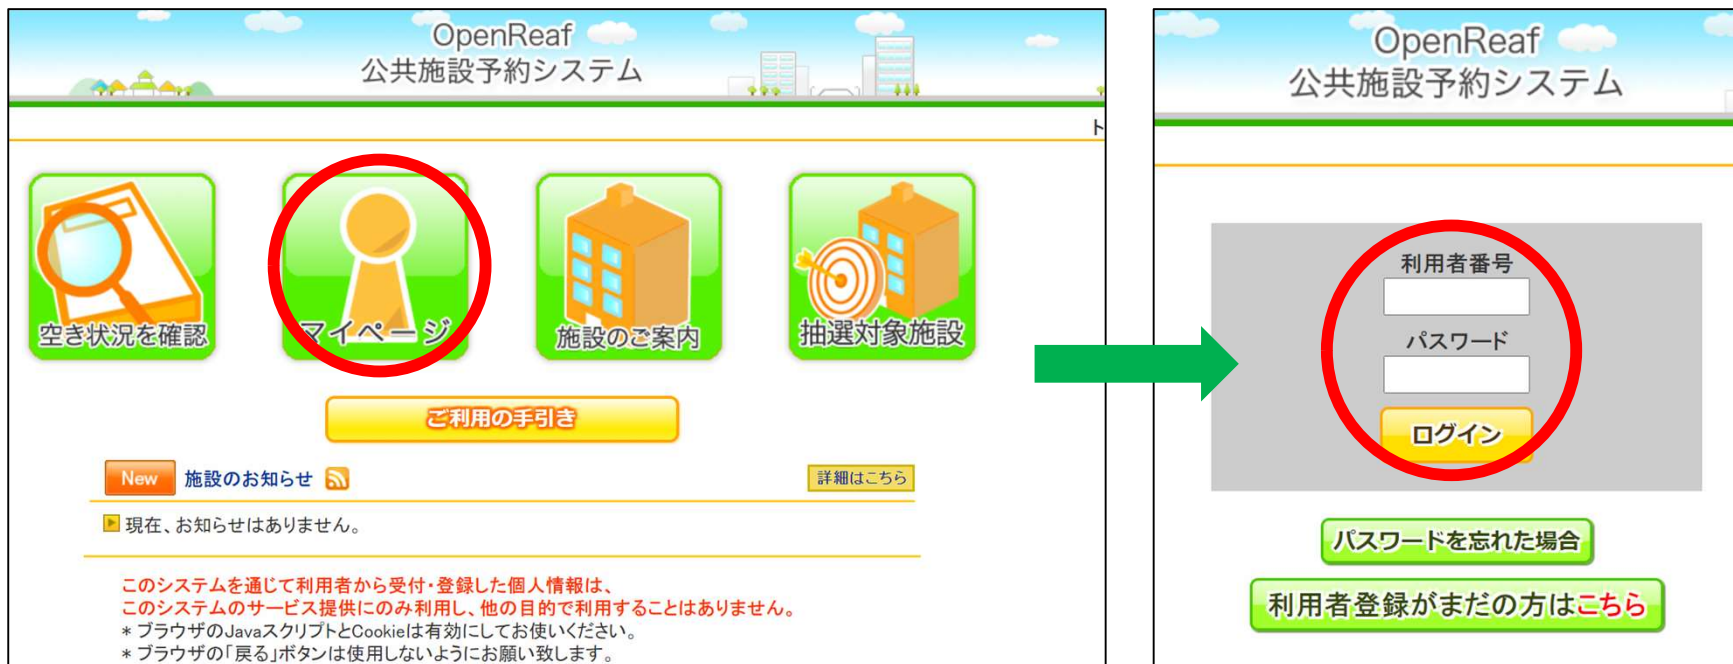 OpenReaf
公共施設予約システム
ト
空き状況を確認
マイページ
施設のご案内
抽選対象施設
ご利用の手引き
New 施設のお知らせ 詳細はこちら
現在、お知らせはありません。
このシステムを通じて利用者から受付・登録した個人情報は、
このシステムのサービス提供にのみ利用し、他の目的で利用することはありません。
* ブラウザのJavaスクリプトとCookieは有効にしてお使いください。
* ブラウザの「戻る」ボタンは使用しないようにお願い致します。
OpenReaf
公共施設予約システム
利用者番号
パスワード
ログイン
パスワードを忘れた場合
利用者登録がまだの方はこちら